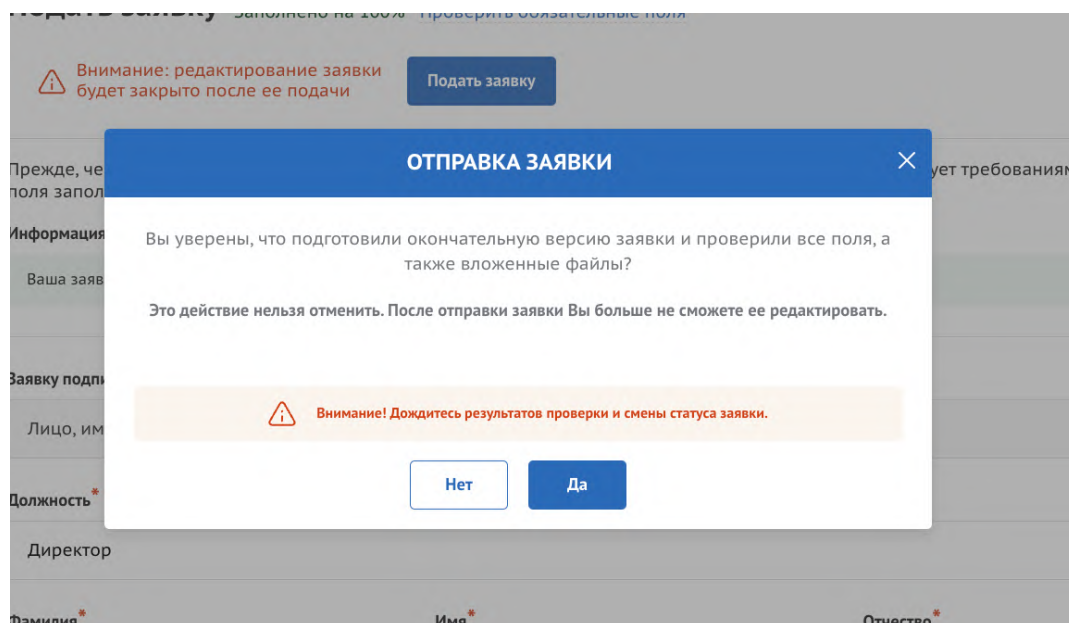 Подать заявку Заполнено на 100% Проверить обязательные поля
Внимание: редактирование заявки
будет закрыто после ее подачи
Подать заявку
ОТПРАВКА ЗАЯВКИ
Прежде, че
ует требованиям
поля запол
Информация
Вы уверены, что подготовили окончательную версию заявки и проверили все поля, а
также вложенные файлы?
Ваша заяв
Это действие нельзя отменить. После отправки заявки Вы больше не сможете ее редактировать.
Заявку подпи
Внимание! Дождитесь результатов проверки и смены статуса заявки.
Лицо, им
Нет Да
Должность*
Директор
Фамилия* Имя* Отчество*